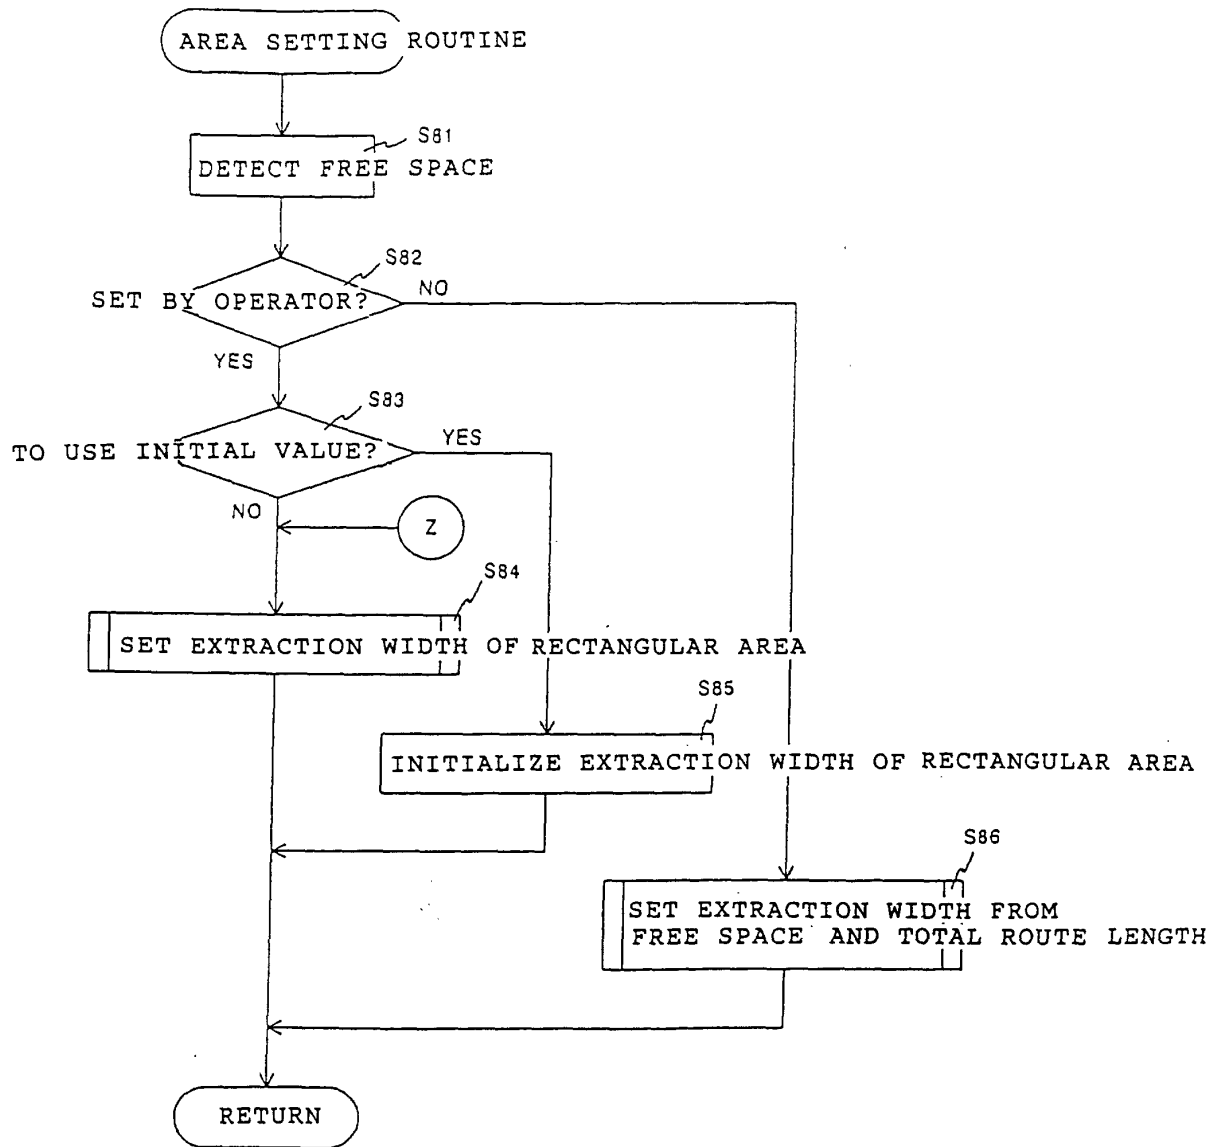 AREA SETTING ROUTINE
S81
DETECT FREE SPACE
S82
SET BY OPERATOR?
NO
YES
S83
TO USE INITIAL VALUE?
YES
NO
Z
S84
SET EXTRACTION WIDTH OF RECTANGULAR AREA
S85
INITIALIZE EXTRACTION WIDTH OF RECTANGULAR AREA
S86
SET EXTRACTION WIDTH FROM
FREE SPACE AND TOTAL ROUTE LENGTH
RETURN